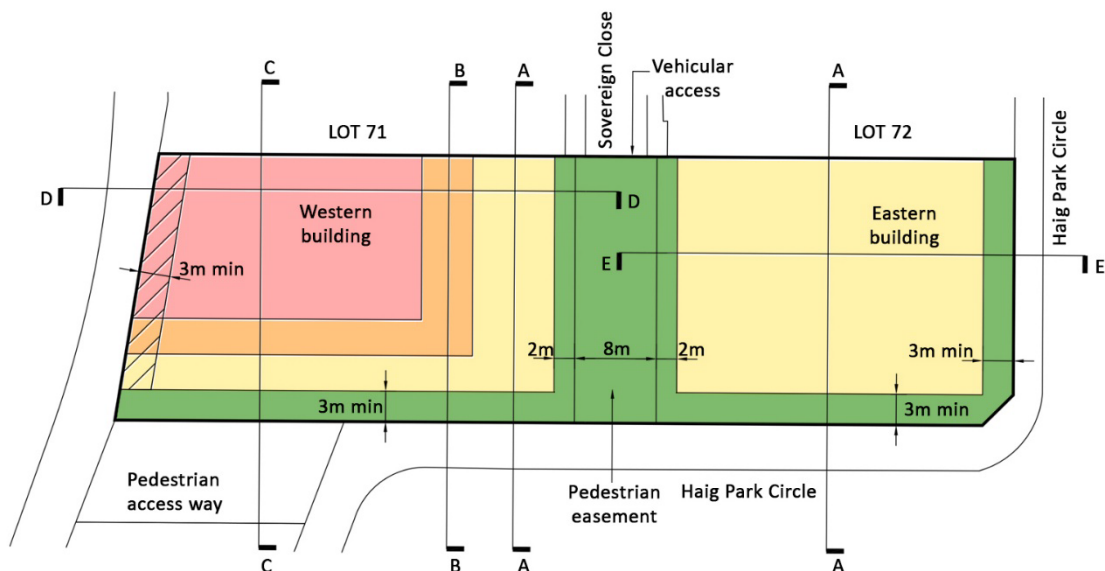 C
B
A
Sovereign Close
Vehicular
access
A
LOT 71
LOT 72
Haig Park Circle
D
D
Western
building
Eastern
building
E
E
3m min
2m
8m
2m
3m min
3m min
3m min
Pedestrian
access way
Pedestrian
easement
Haig Park Circle
C
B
A
A